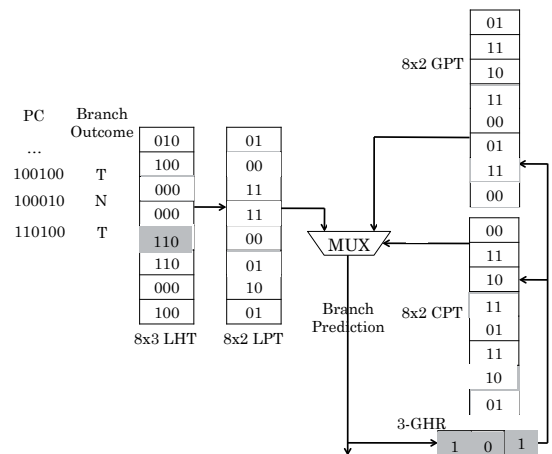 PC
Branch
Outcome
...
100100 T
100010 N
110100 T
010
100
000
000
110
110
000
100
8x3 LHT
01
00
11
11
00
01
10
01
8x2 LPT
MUX
Branch
Prediction
8x2 GPT
01
11
10
11
00
01
11
00
8x2 CPT
00
11
10
11
01
11
10
01
3-GHR
1 0 1